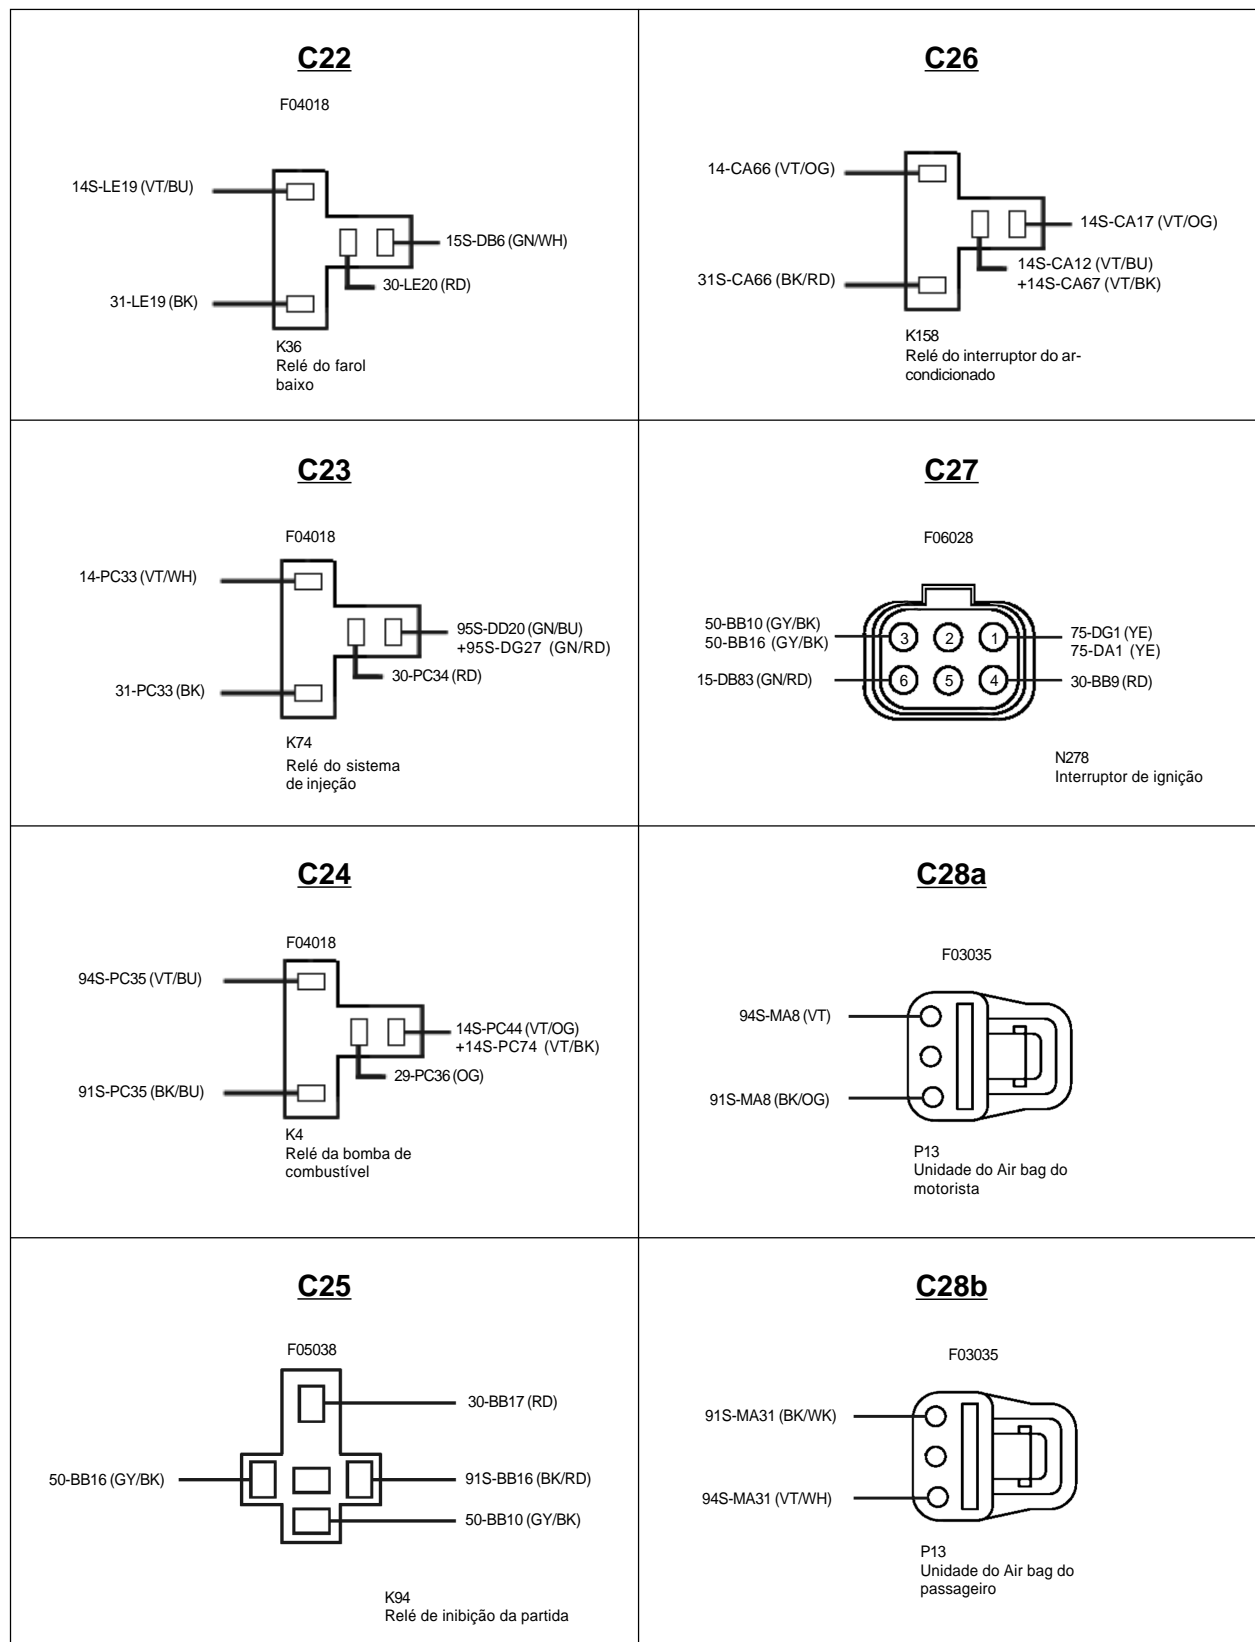 C22
F04018
14S-LE19 (VT/BU)
15S-DB6 (GN/WH)
30-LE20 (RD)
31-LE19 (BK)
K36
Relé do farol
baixo
C26
14-CA66 (VT/OG)
14S-CA17 (VT/OG)
14S-CA12 (VT/BU)
+14S-CA67 (VT/BK)
31S-CA66 (BK/RD)
K158
Relé do interruptor do ar-
condicionado
C23
F04018
14-PC33 (VT/WH)
95S-DD20 (GN/BU)
+95S-DG27 (GN/RD)
30-PC34 (RD)
31-PC33 (BK)
K74
Relé do sistema
de injeção
C27
F06028
50-BB10 (GY/BK)
50-BB16 (GY/BK)
3 2 1
75-DG1 (YE)
75-DA1 (YE)
15-DB83 (GN/RD)
6 5 4
30-BB9 (RD)
N278
Interruptor de ignição
C24
F04018
94S-PC35 (VT/BU)
14S-PC44 (VT/OG)
+14S-PC74 (VT/BK)
29-PC36 (OG)
91S-PC35 (BK/BU)
K4
Relé da bomba de
combustível
C28a
F03035
94S-MA8 (VT)
91S-MA8 (BK/OG)
P13
Unidade do Air bag do
motorista
C25
F05038
30-BB17 (RD)
50-BB16 (GY/BK)
91S-BB16 (BK/RD)
50-BB10 (GY/BK)
K94
Relé de inibição da partida
C28b
F03035
91S-MA31 (BK/WK)
94S-MA31 (VT/WH)
P13
Unidade do Air bag do
passageiro